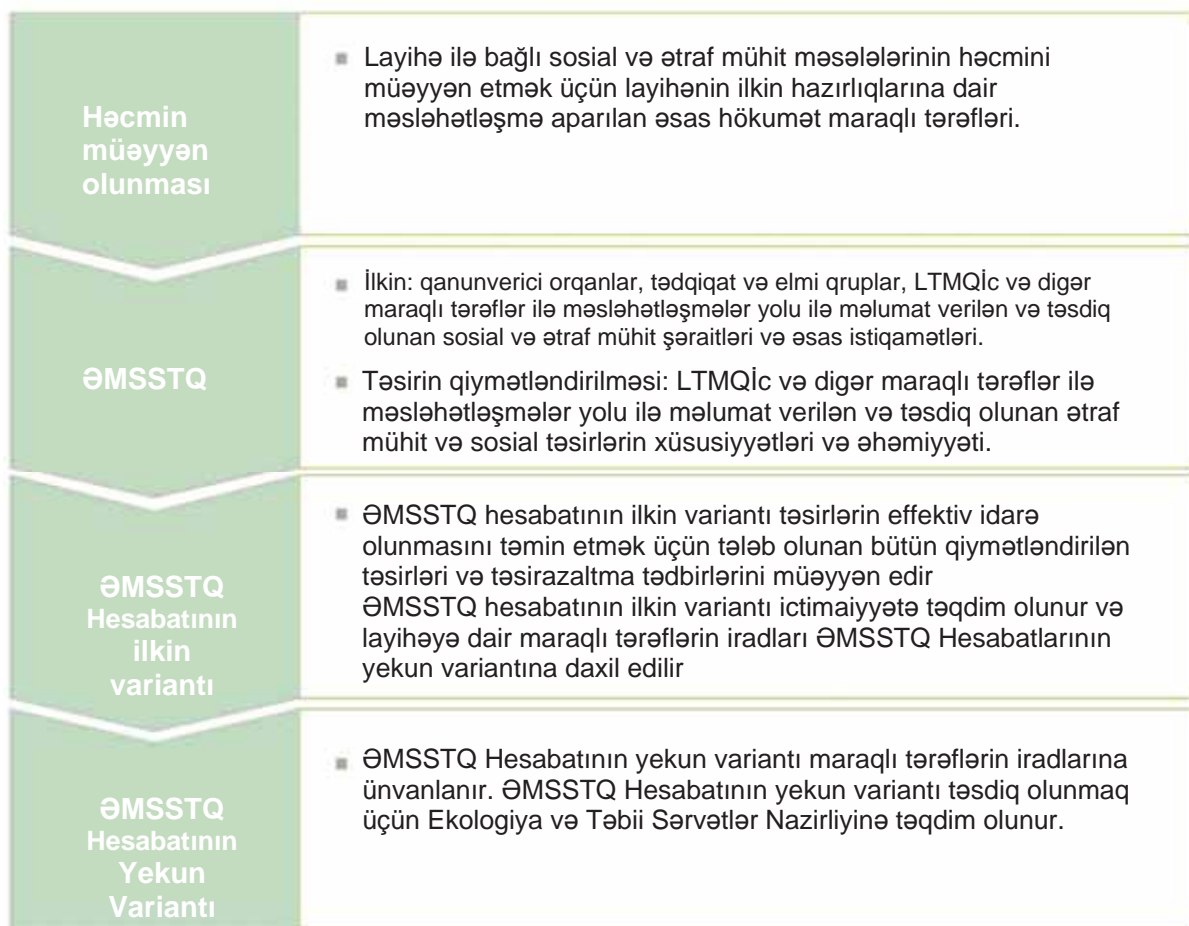 Həcmin
müəyyən
olunması
Layihə ilə bağlı sosial və ətraf mühit məsələlərinin həcmini
müəyyən etmək üçün layihənin ilkin hazırlıqlarına dair
məsləhətləşmə aparılan əsas hökumət maraqlı tərəfləri.
ƏMSSTQ
İlkin: qanunverici orqanlar, tədqiqat və elmi qruplar, LTMQİc və digər
maraqlı tərəflər ilə məsləhətləşmələr yolu ilə məlumat verilən və təsdiq
olunan sosial və ətraf mühit şəraitləri və əsas istiqamətləri.
Təsirin qiymətləndirilməsi: LTMQİc və digər maraqlı tərəflər ilə
məsləhətləşmələr yolu ilə məlumat verilən və təsdiq olunan ətraf
mühit və sosial təsirlərin xüsusiyyətləri və əhəmiyyəti.
ƏMSSTQ
Hesabatının
ilkin
variantı
ƏMSSTQ hesabatının ilkin variantı təsirlərin effektiv idarə
olunmasını təmin etmək üçün tələb olunan bütün qiymətləndirilən
təsirləri və təsirazaltma tədbirlərini müəyyən edir
ƏMSSTQ hesabatının ilkin variantı ictimaiyyətə təqdim olunur və
layihəyə dair maraqlı tərəflərin iradları ƏMSSTQ Hesabatlarının
yekun variantına daxil edilir
ƏMSSTQ
Hesabatının
Yekun
Variantı
ƏMSSTQ Hesabatının yekun variantı maraqlı tərəflərin iradlarına
ünvanlanır. ƏMSSTQ Hesabatının yekun variantı təsdiq olunmaq
üçün Ekologiya və Təbii Sərvətlər Nazirliyinə təqdim olunur.